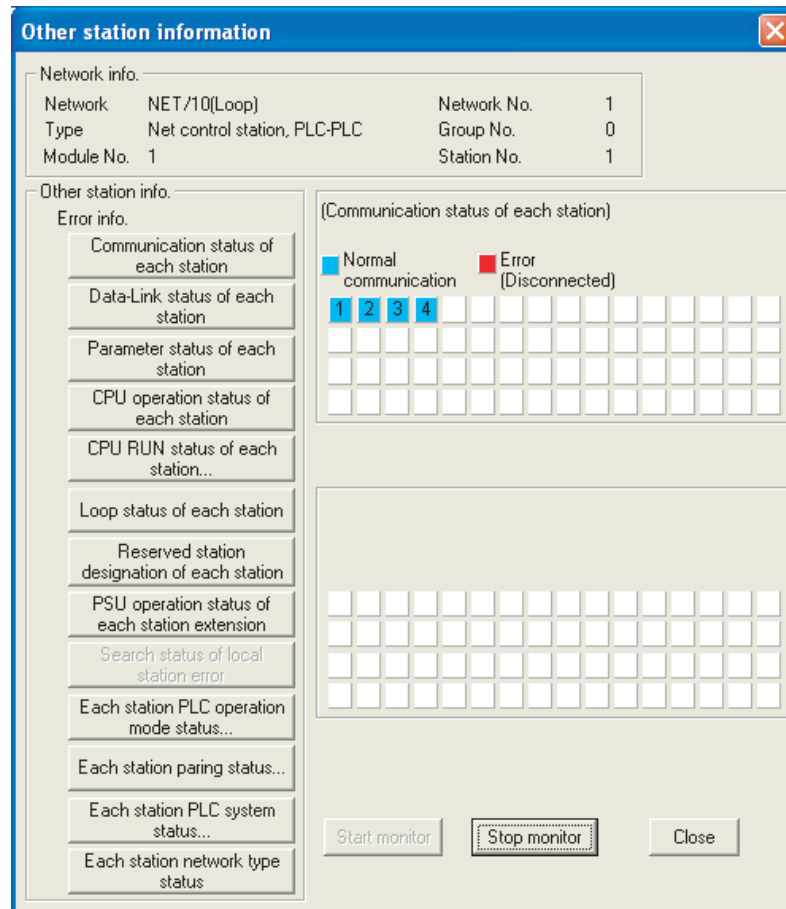 Other station information
Network info.
Network NET/10(Loop) Network No. 1
Type Net control station, PLC-PLC Group No. 0
Module No. 1 Station No. 1
Other station info.
Error info.
Communication status of
each station
Data-Link status of each
station
Parameter status of each
station
CPU operation status of
each station
CPU RUN status of each
station...
Loop status of each station
Reserved station
designation of each station
PSU operation status of
each station extension
Search status of local
station error
Each station PLC operation
mode status...
Each station paring status...
Each station PLC system
status...
Each station network type
status
(Communication status of each station)
Normal
communication
Error
(Disconnected)
1 2 3 4
Start monitor Stop monitor Close